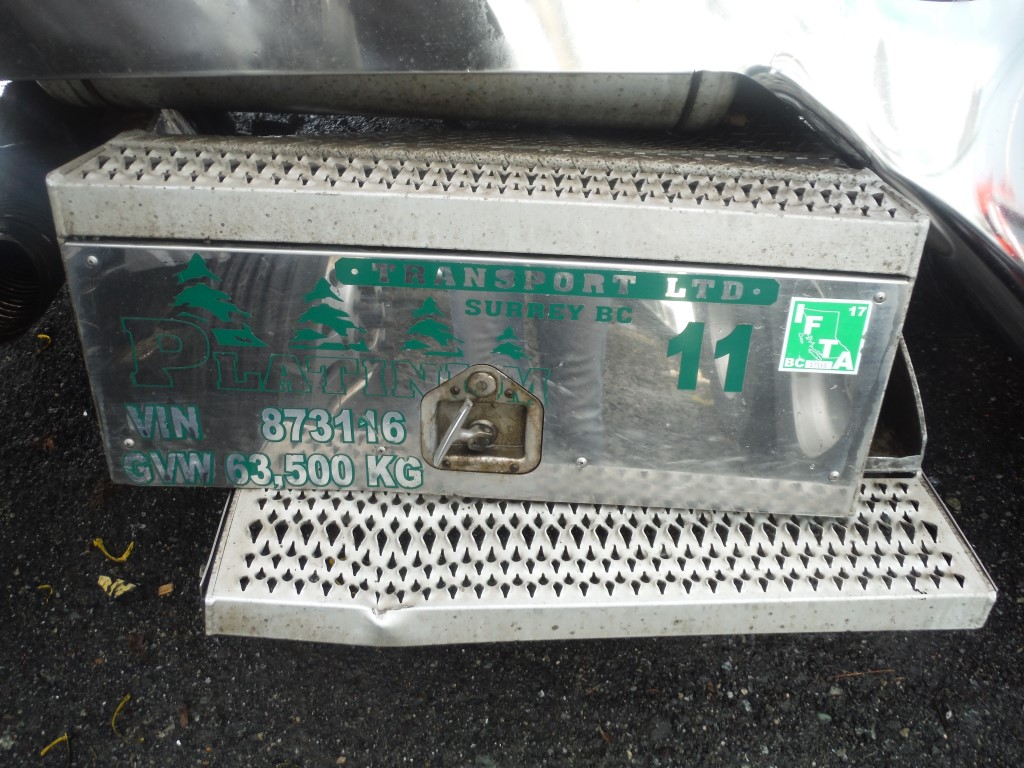 TRANSPORT LTD
SURREY BC
PLATINUM
11
VIN 873116
GVW 63,500 KG
17
IFTA
BC